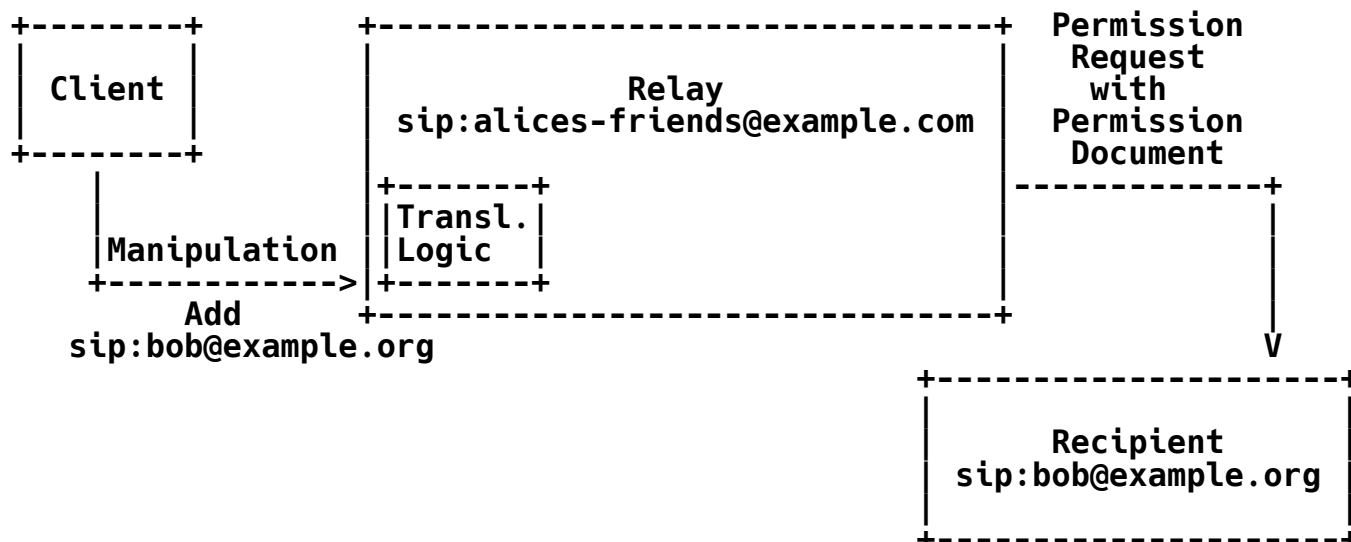 Client
Relay
sip:alices-friends@example.com
Transl.
Logic
Manipulation
Add
sip:bob@example.org
Permission
Request
with
Permission
Document
Recipient
sip:bob@example.org